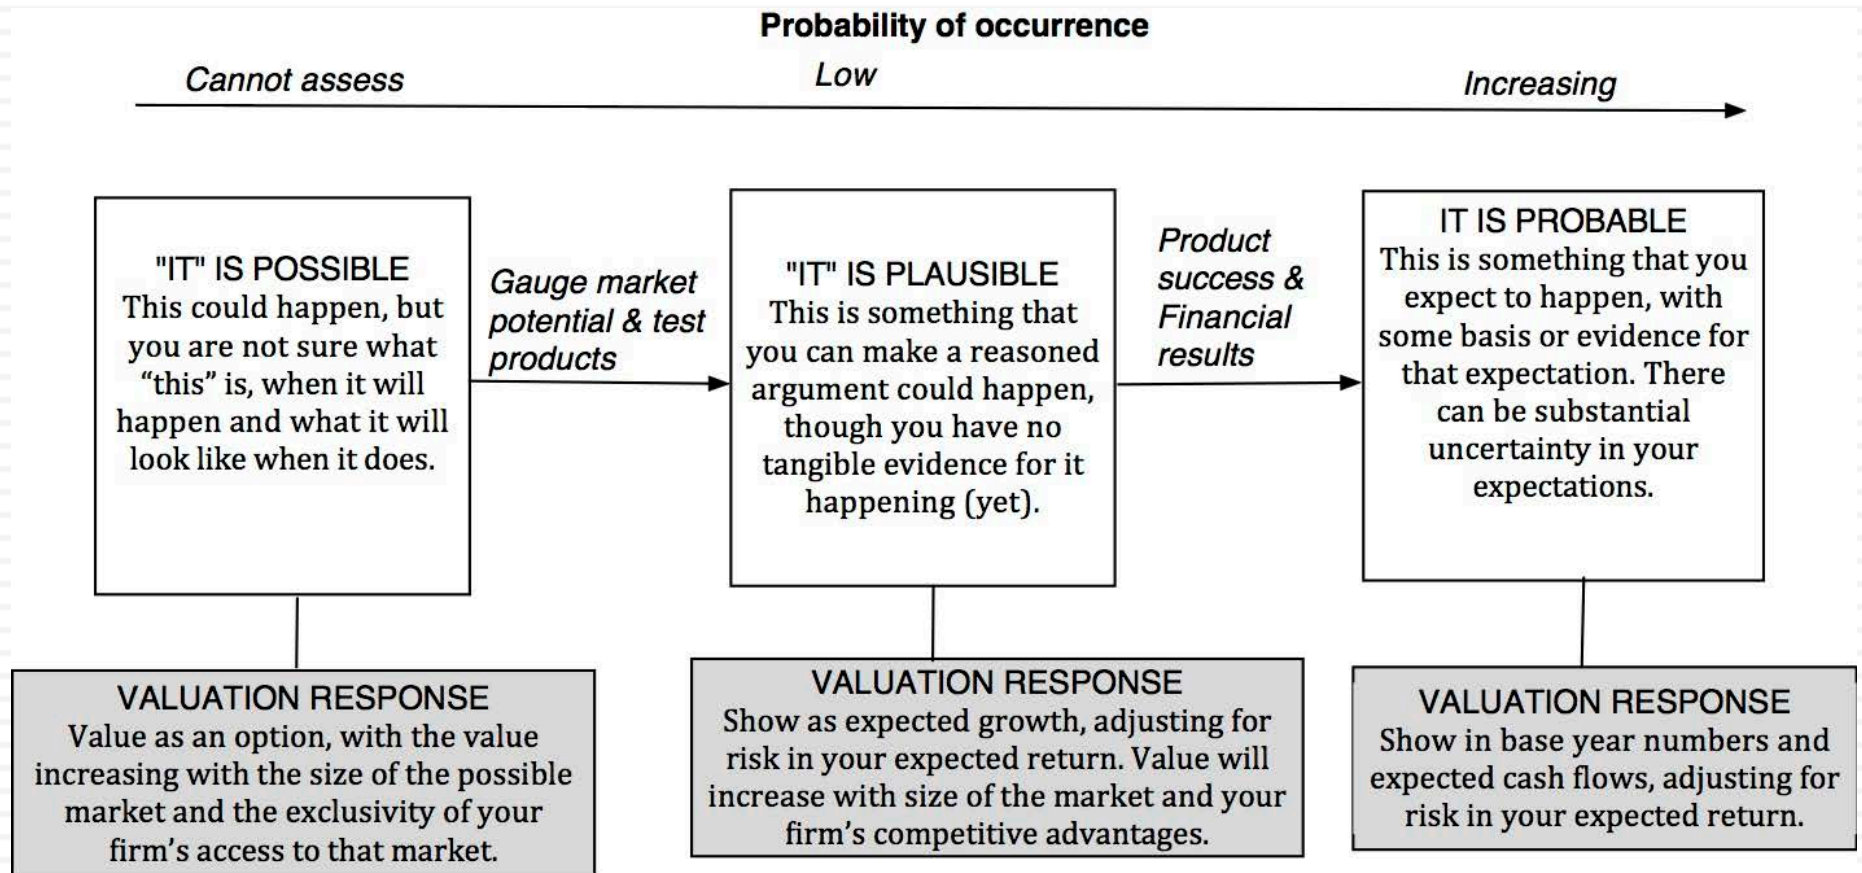 Probability of occurrence
Cannot assess
Low
Increasing
"IT" IS POSSIBLE
This could happen, but
you are not sure what
“this” is, when it will
happen and what it will
look like when it does.
Gauge market
potential & test
products
"IT" IS PLAUSIBLE
This is something that
you can make a reasoned
argument could happen,
though you have no
tangible evidence for it
happening (yet).
Product
success &
Financial
results
IT IS PROBABLE
This is something that you
expect to happen, with
some basis or evidence for
that expectation. There
can be substantial
uncertainty in your
expectations.
VALUATION RESPONSE
Value as an option, with the value
increasing with the size of the possible
market and the exclusivity of your
firm’s access to that market.
VALUATION RESPONSE
Show as expected growth, adjusting for
risk in your expected return. Value will
increase with size of the market and your
firm’s competitive advantages.
VALUATION RESPONSE
Show in base year numbers and
expected cash flows, adjusting for
risk in your expected return.